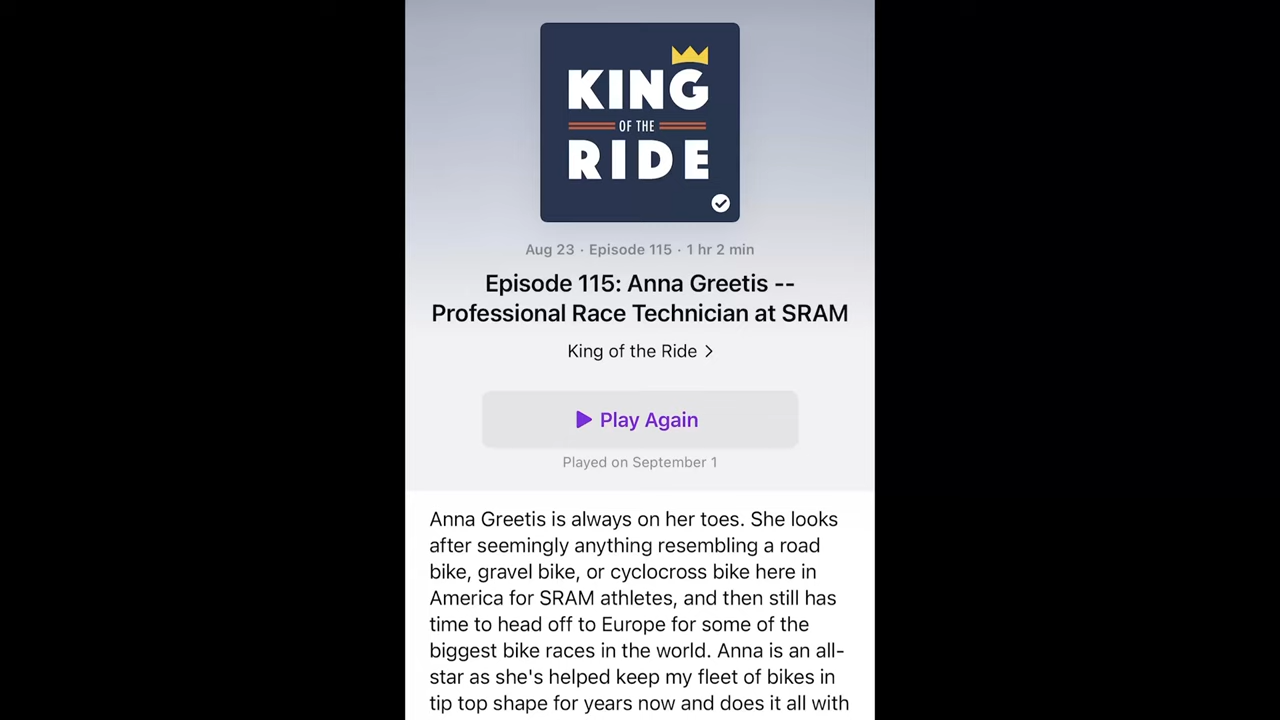 KING
OF THE
RIDE
Aug 23 · Episode 115 · 1 hr 2 min
Episode 115: Anna Greetis --
Professional Race Technician at SRAM
King of the Ride >
Play Again
Played on September 1
Anna Greetis is always on her toes. She looks
after seemingly anything resembling a road
bike, gravel bike, or cyclocross bike here in
America for SRAM athletes, and then still has
time to head off to Europe for some of the
biggest bike races in the world. Anna is an all-
star as she's helped keep my fleet of bikes in
tip top shape for years now and does it all with